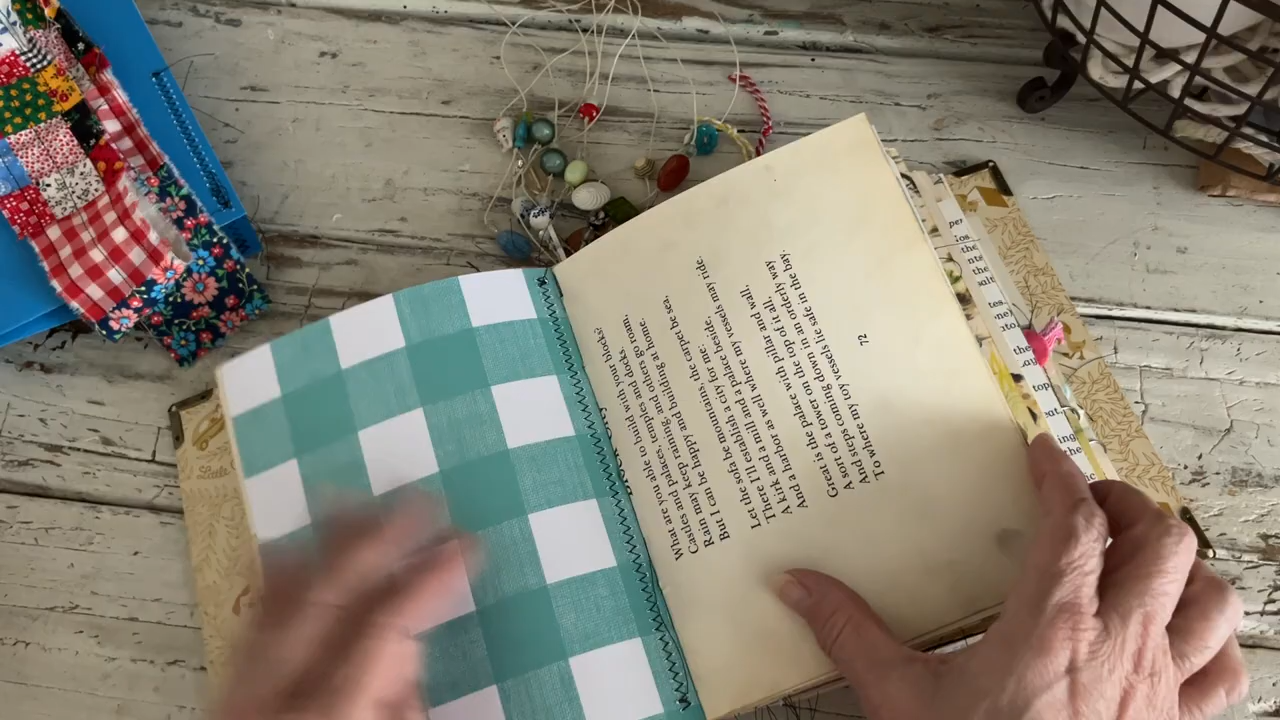 What are you able to build with your blocks?
Castles and palaces, temples and docks.
Rain may keep raining, and others go roam,
But I can be happy and building at home.
Let the sofa be mountains, the carpet be sea,
There I'll establish a city for me:
A kirk and a mill and a palace beside,
And a harbor as well where my vessels may ride.
Great is the palace with pillar and wall,
A sort of a tower on the top of it all,
And steps coming down in an orderly way
To where my toy vessels lie safe in the bay.
72
Little
the
top